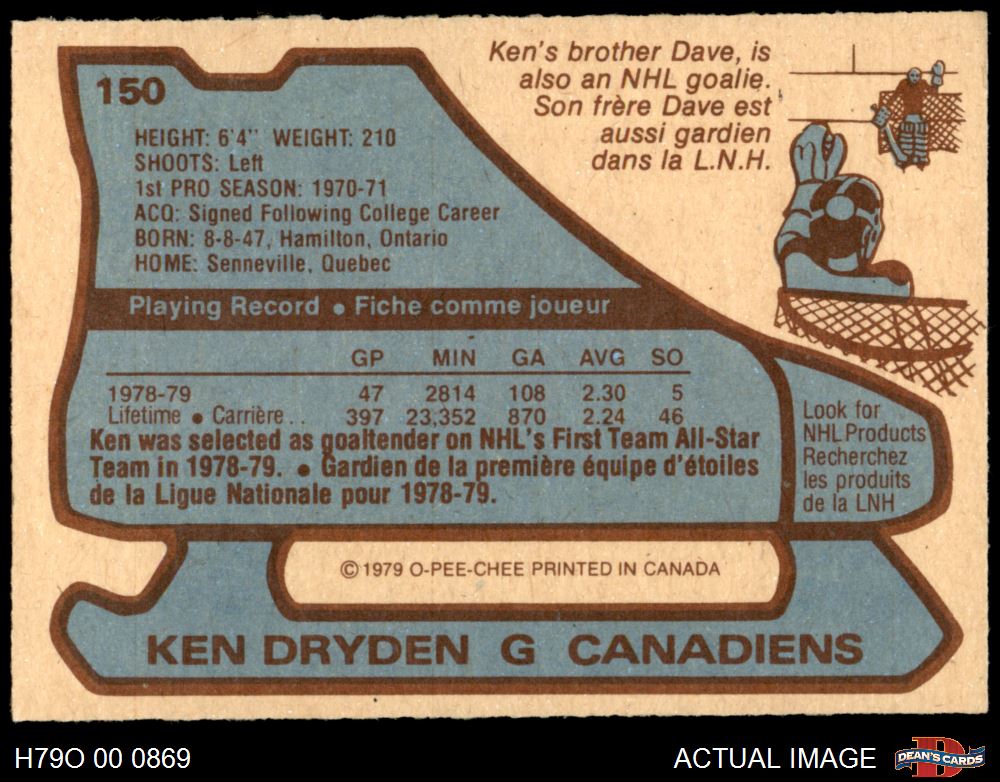 150
Ken's brother Dave, is
also an NHL goalie.
Son frère Dave est
aussi gardien
dans la L.N.H.
HEIGHT: 6'4" WEIGHT: 210
SHOOTS: Left
1st PRO SEASON: 1970-71
ACQ: Signed Following College Career
BORN: 8-8-47, Hamilton, Ontario
HOME: Senneville, Quebec
Playing Record • Fiche comme joueur
GP MIN GA AVG SO
1978-79 47 2814 108 2.30 5
Lifetime • Carrière .. 397 23,352 870 2.24 46
Ken was selected as goaltender on NHL's First Team All-Star
Team in 1978-79. • Gardien de la première équipe d'étoiles
de la Ligue Nationale pour 1978-79.
Look for
NHL Products
Recherchez
les produits
de la LNH
© 1979 O-PEE-CHEE PRINTED IN CANADA
KEN DRYDEN G CANADIENS
H79O 00 0869
ACTUAL IMAGE
DEAN'S CARDS